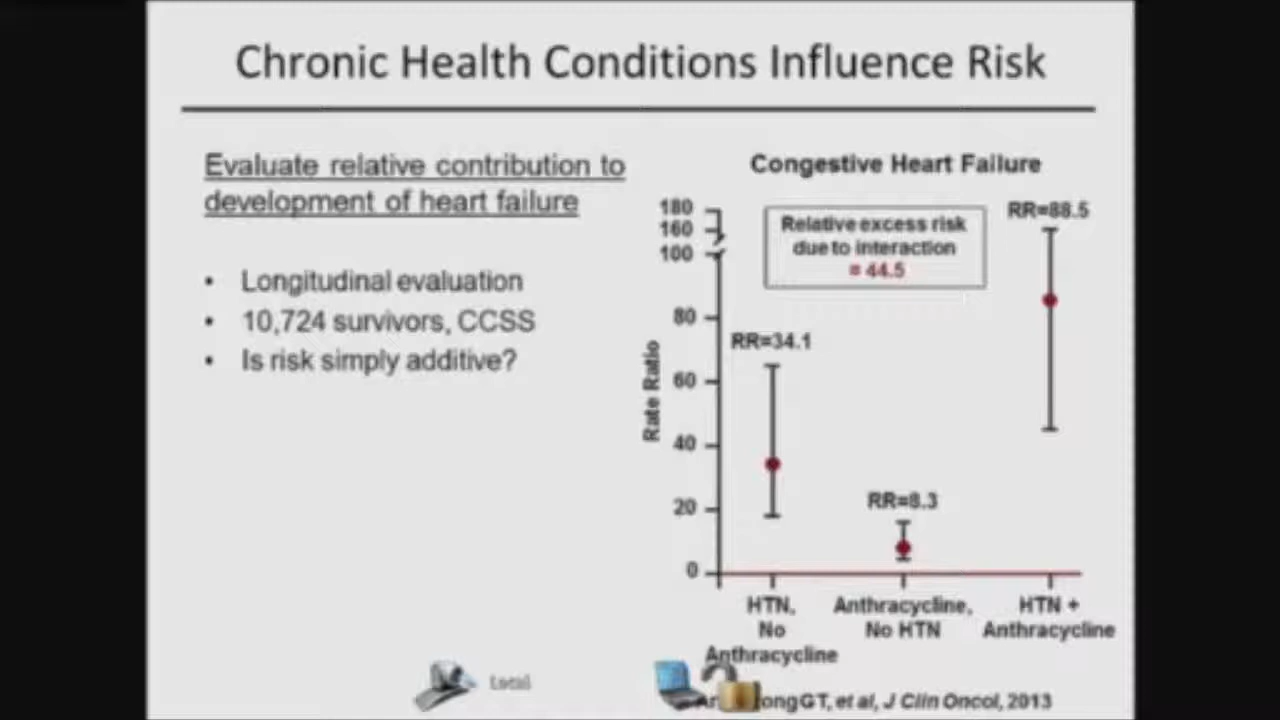 Chronic Health Conditions Influence Risk
Evaluate relative contribution to
development of heart failure
• Longitudinal evaluation
• 10,724 survivors, CCSS
• Is risk simply additive?
Congestive Heart Failure
Relative excess risk
due to interaction
= 44.5
RR=88.5
RR=34.1
RR=8.3
Rate Ratio
180
160
100
80
60
40
20
0
HTN,
No
Anthracycline
Anthracycline,
No HTN
HTN +
Anthracycline
Local
GT, et al, J Clin Oncol, 2013